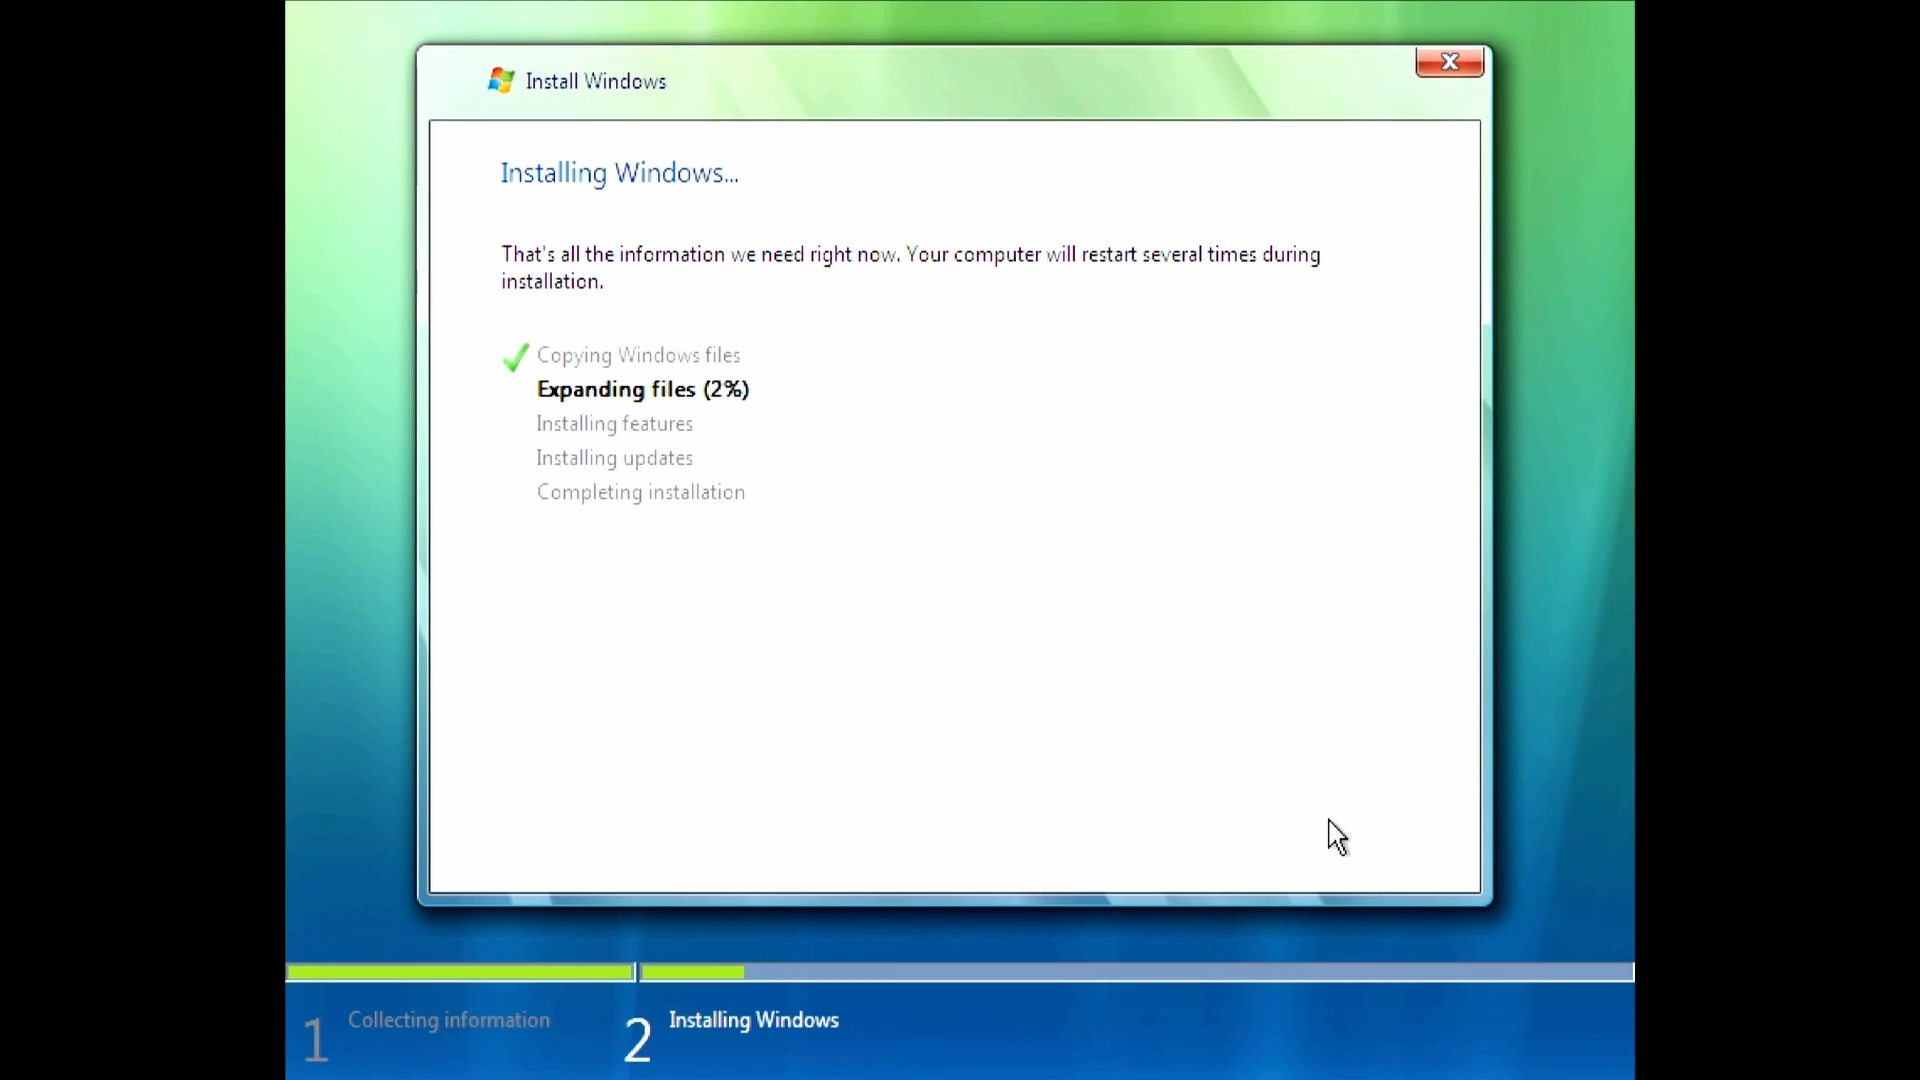 Install Windows
X
Installing Windows...
That's all the information we need right now. Your computer will restart several times during
installation.
Copying Windows files
Expanding files (2%)
Installing features
Installing updates
Completing installation
1 Collecting information 2 Installing Windows